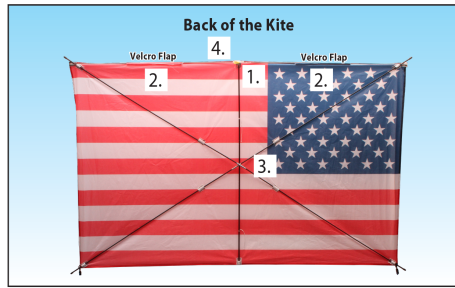 Back of the Kite
Velcro Flap 4. Velcro Flap
2. 1. 2.
3.